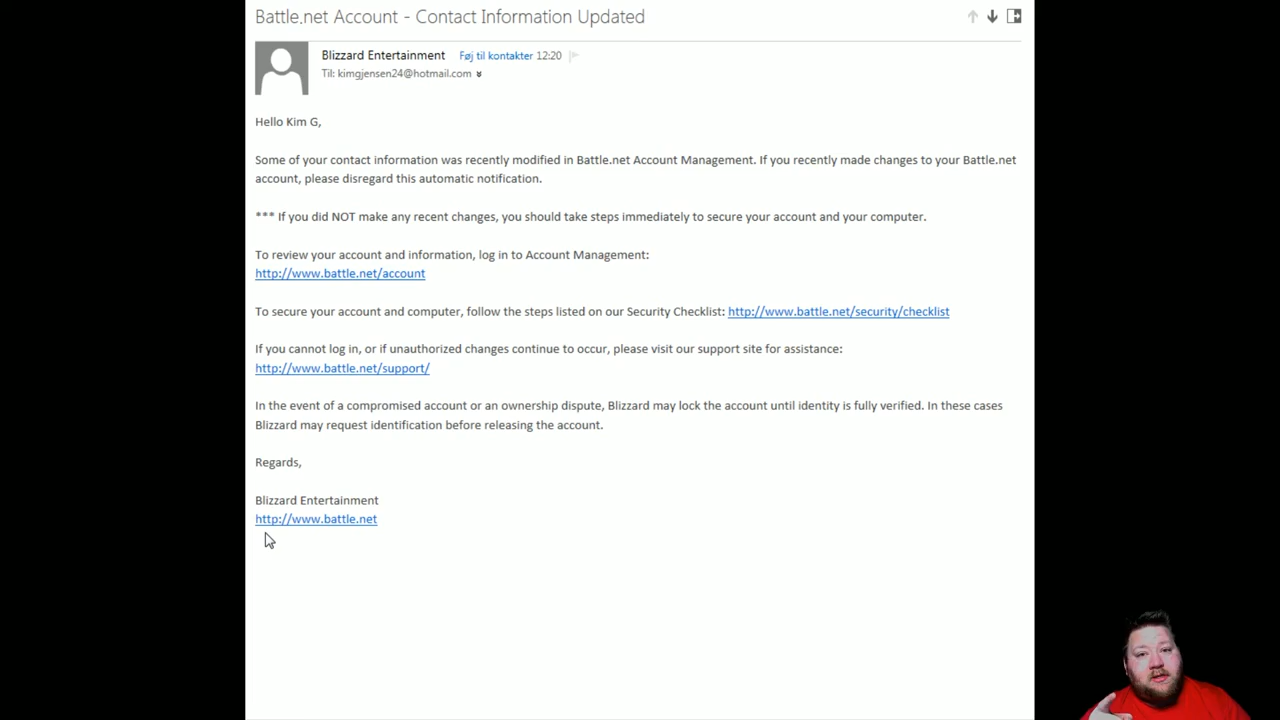 Battle.net Account - Contact Information Updated
Blizzard Entertainment Føj til kontakter 12:20
Til: kimgjensen24@hotmail.com
Hello Kim G,
Some of your contact information was recently modified in Battle.net Account Management. If you recently made changes to your Battle.net
account, please disregard this automatic notification.
*** If you did NOT make any recent changes, you should take steps immediately to secure your account and your computer.
To review your account and information, log in to Account Management:
http://www.battle.net/account
To secure your account and computer, follow the steps listed on our Security Checklist: http://www.battle.net/security/checklist
If you cannot log in, or if unauthorized changes continue to occur, please visit our support site for assistance:
http://www.battle.net/support/
In the event of a compromised account or an ownership dispute, Blizzard may lock the account until identity is fully verified. In these cases
Blizzard may request identification before releasing the account.
Regards,
Blizzard Entertainment
http://www.battle.net